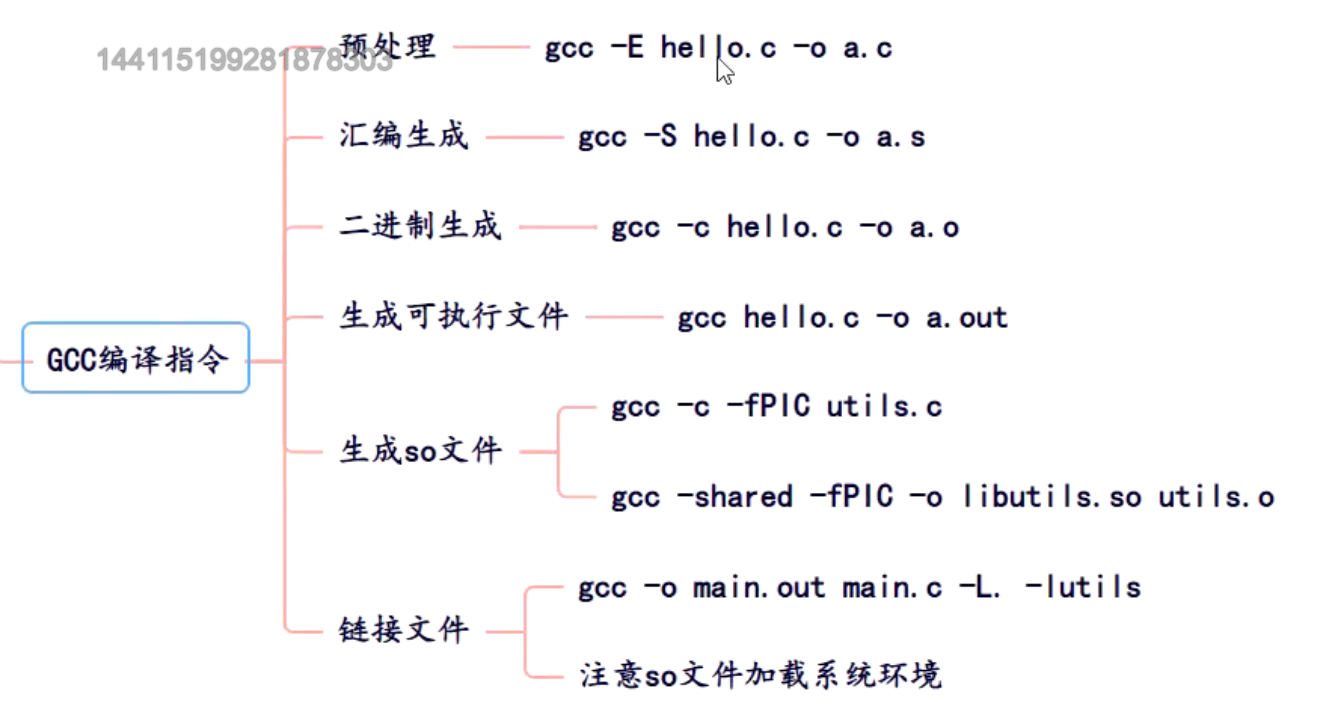 预处理
gcc -E hello.c -o a.c
144115199281878303
汇编生成
gcc -S hello.c -o a.s
二进制生成
gcc -c hello.c -o a.o
生成可执行文件
gcc hello.c -o a.out
GCC编译指令
gcc -c -fPIC utils.c
生成so文件
gcc -shared -fPIC -o libutils.so utils.o
gcc -o main.out main.c -L. -lutils
链接文件
注意so文件加载系统环境